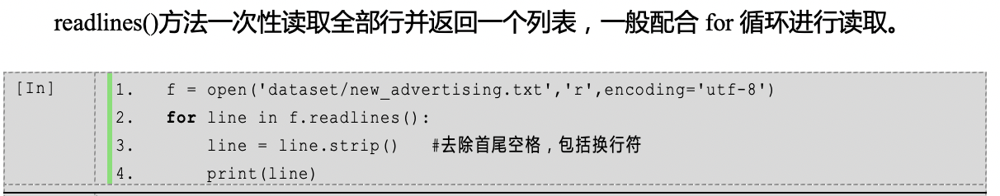 readlines()方法一次性读取全部行并返回一个列表，一般配合 for 循环进行读取。
[In] 1. f = open('dataset/new_advertising.txt','r',encoding='utf-8')
2. for line in f.readlines():
3. line = line.strip() #去除首尾空格，包括换行符
4. print(line)